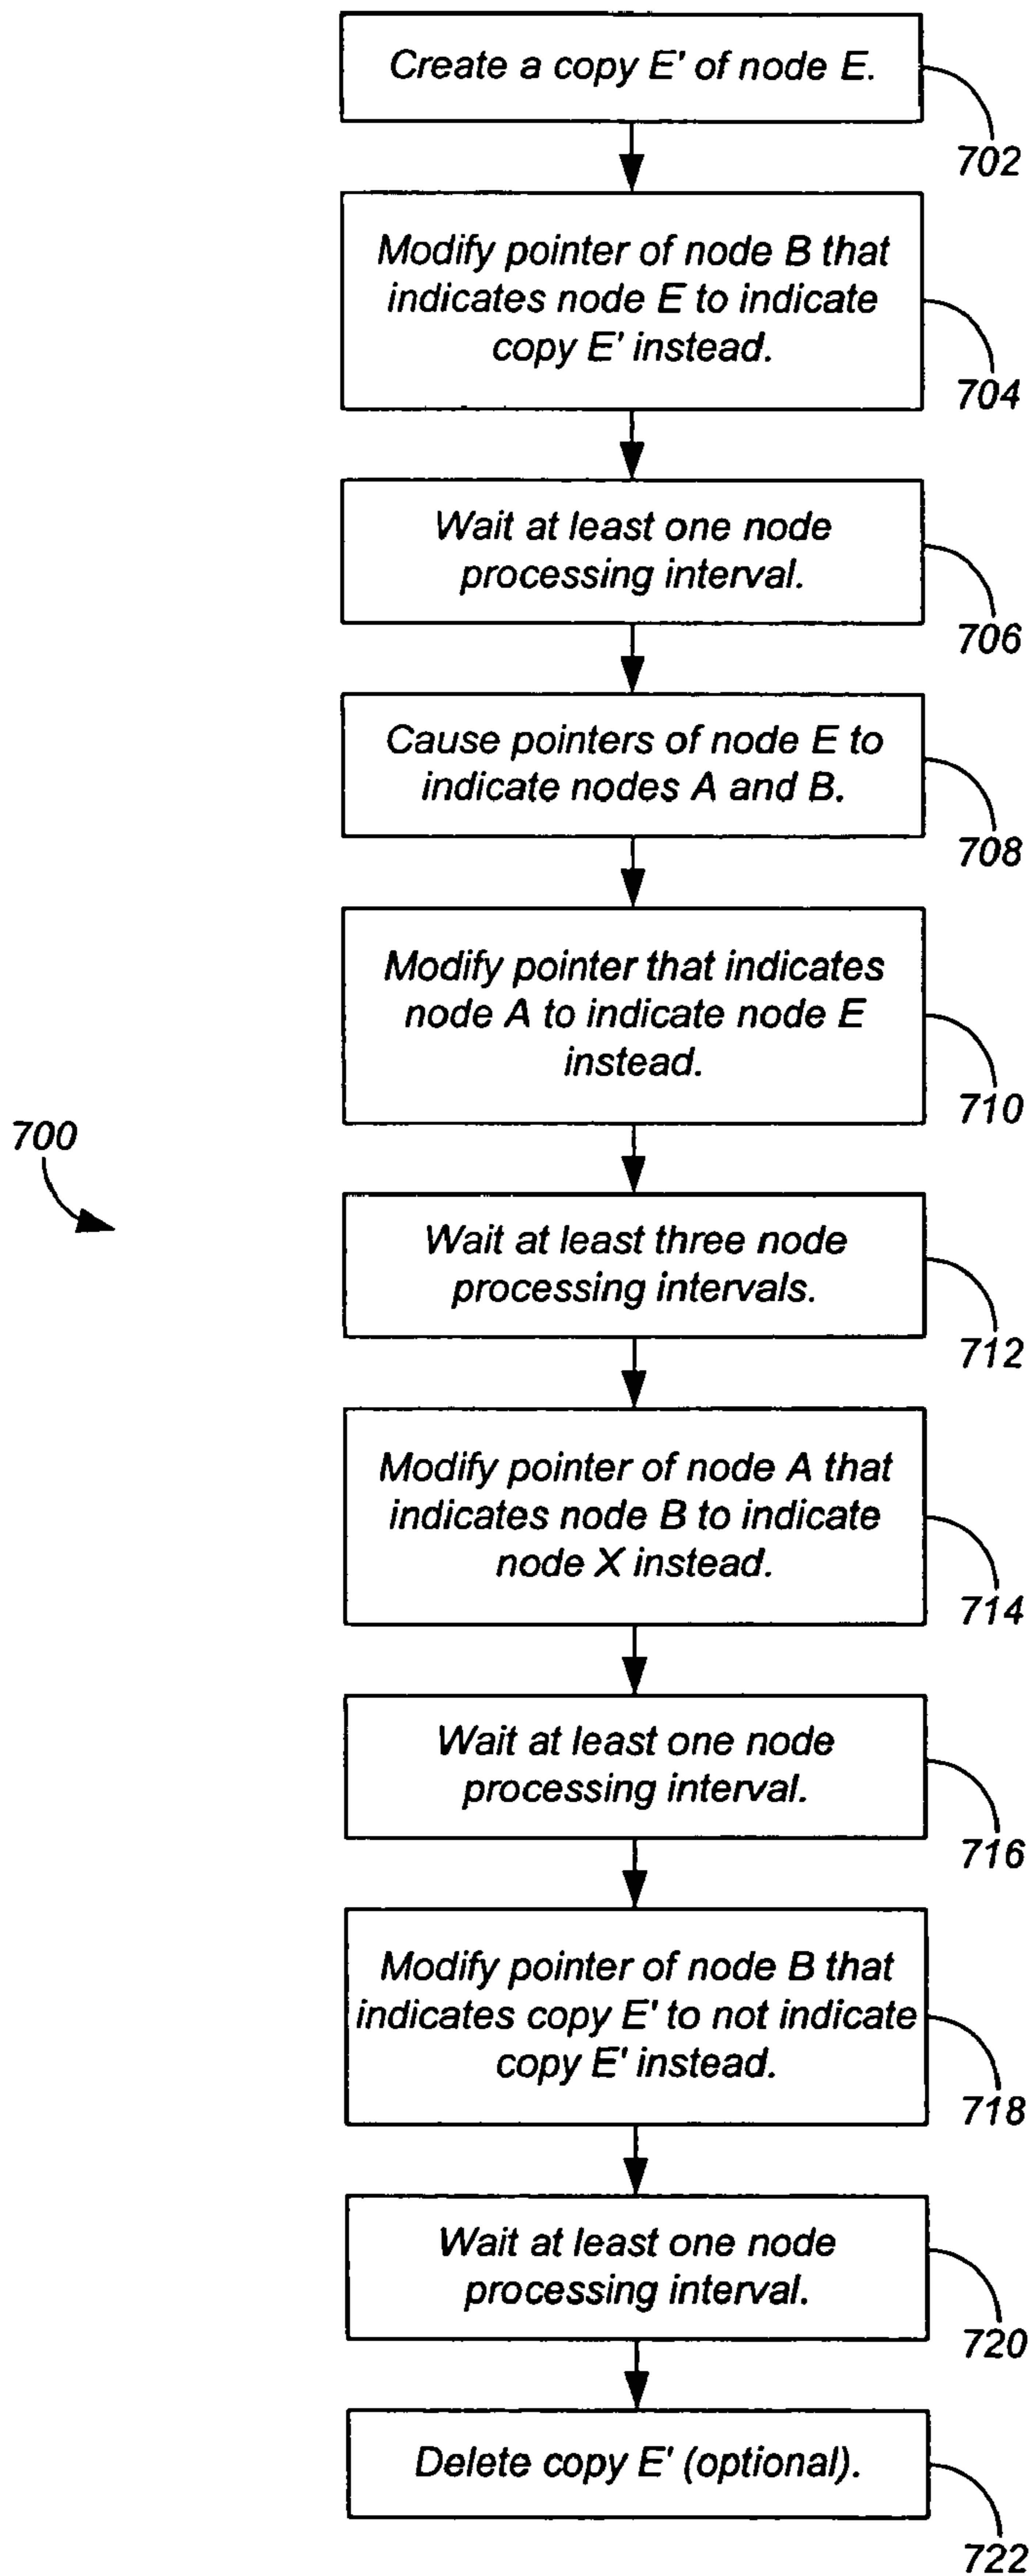 Create a copy E' of node E.
702
Modify pointer of node B that
indicates node E to indicate
copy E' instead.
704
Wait at least one node
processing interval.
706
Cause pointers of node E to
indicate nodes A and B.
708
Modify pointer that indicates
node A to indicate node E
instead.
710
700
Wait at least three node
processing intervals.
712
Modify pointer of node A that
indicates node B to indicate
node X instead.
714
Wait at least one node
processing interval.
716
Modify pointer of node B that
indicates copy E' to not indicate
copy E' instead.
718
Wait at least one node
processing interval.
720
Delete copy E' (optional).
722